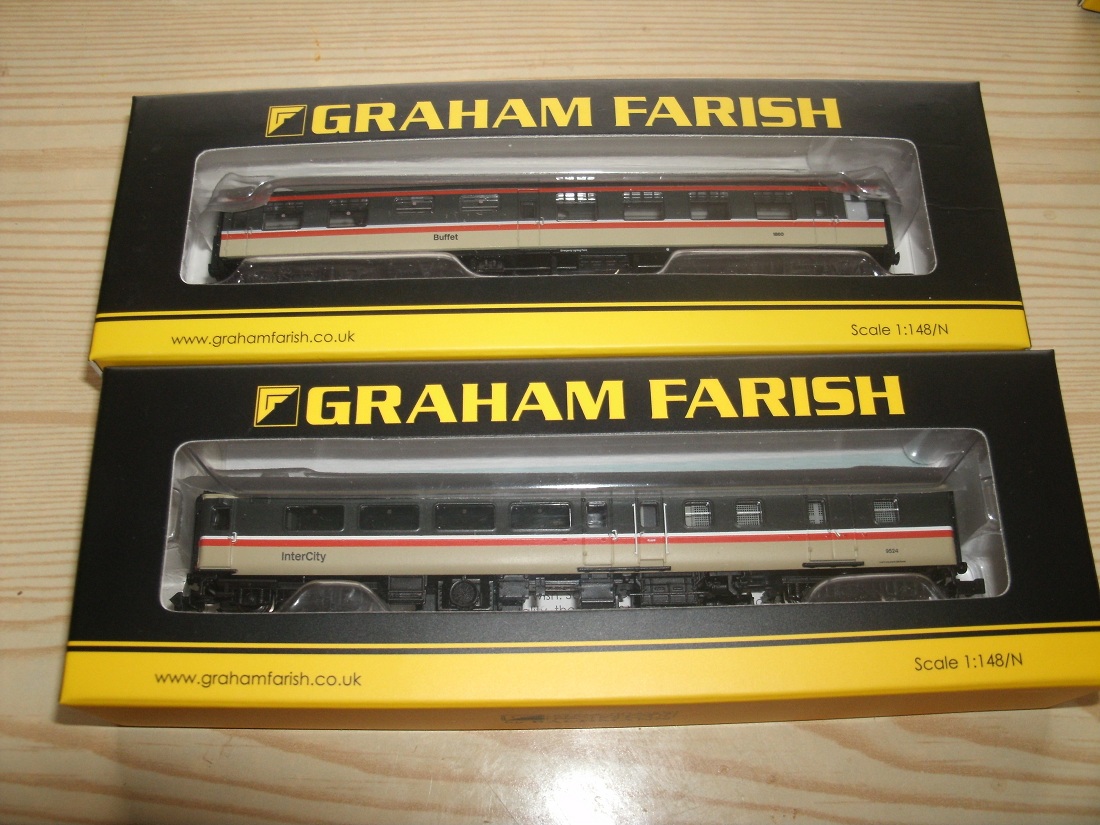 GRAHAM FARISH
Buffet
www.grahamfarish.co.uk
Scale 1:148/N
GRAHAM FARISH
InterCity
9524
www.grahamfarish.co.uk
Scale 1:148/N